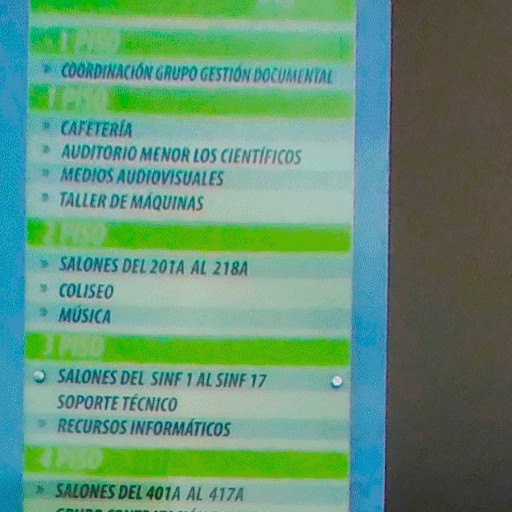 1 PISO
» COORDINACIÓN GRUPO GESTIÓN DOCUMENTAL
1 PISO
» CAFETERÍA
» AUDITORIO MENOR LOS CIENTÍFICOS
» MEDIOS AUDIOVISUALES
» TALLER DE MÁQUINAS
2 PISO
» SALONES DEL 201A AL 218A
» COLISEO
» MÚSICA
3 PISO
SALONES DEL SINF 1 AL SINF 17
SOPORTE TÉCNICO
» RECURSOS INFORMÁTICOS
4 PISO
» SALONES DEL 401A AL 417A